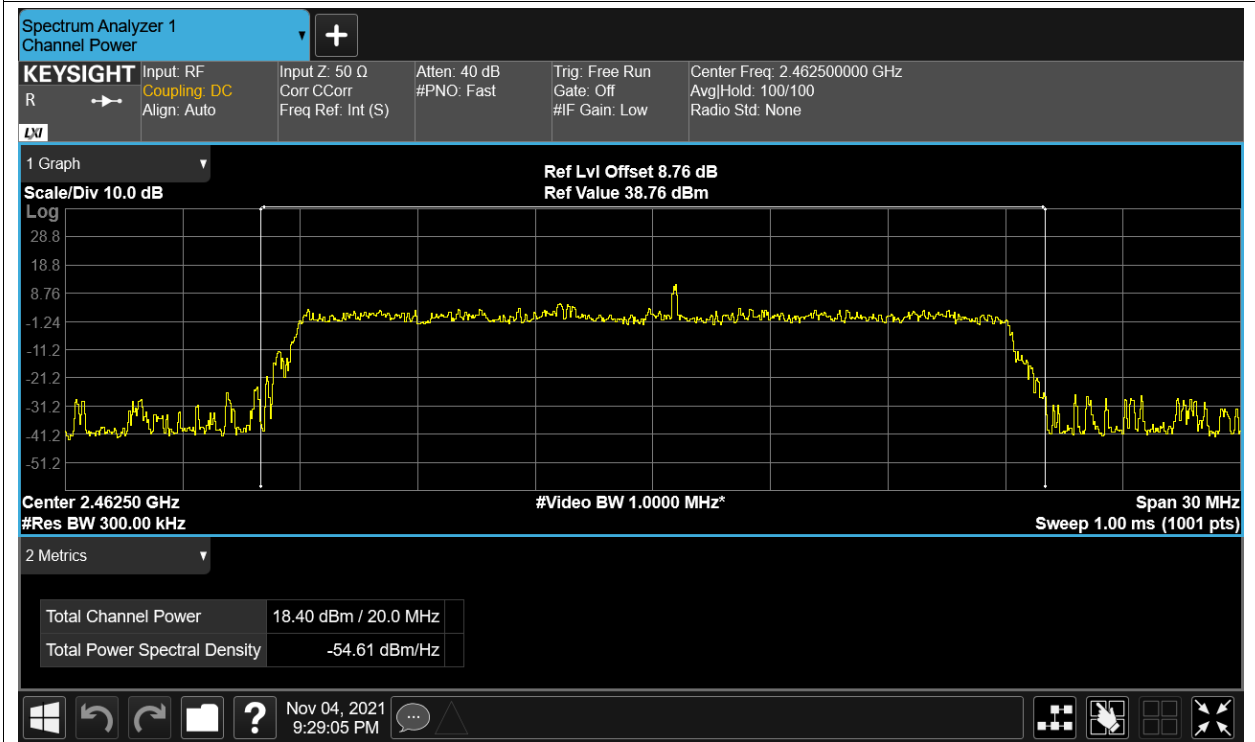 Spectrum Analyzer 1
Channel Power
+
KEYSIGHT
R
LXI
Input: RF
Coupling: DC
Align: Auto
Input Z: 50 Ω
Corr CCorr
Freq Ref: Int (S)
Atten: 40 dB
#PNO: Fast
Trig: Free Run
Gate: Off
#IF Gain: Low
Center Freq: 2.462500000 GHz
Avg|Hold: 100/100
Radio Std: None
1 Graph
Scale/Div 10.0 dB
Ref Lvl Offset 8.76 dB
Ref Value 38.76 dBm
Log
28.8
18.8
8.76
-1.24
-11.2
-21.2
-31.2
-41.2
-51.2
Center 2.46250 GHz
#Video BW 1.0000 MHz*
Span 30 MHz
#Res BW 300.00 kHz
Sweep 1.00 ms (1001 pts)
2 Metrics
Total Channel Power 18.40 dBm / 20.0 MHz
Total Power Spectral Density -54.61 dBm/Hz
?
Nov 04, 2021
9:29:05 PM